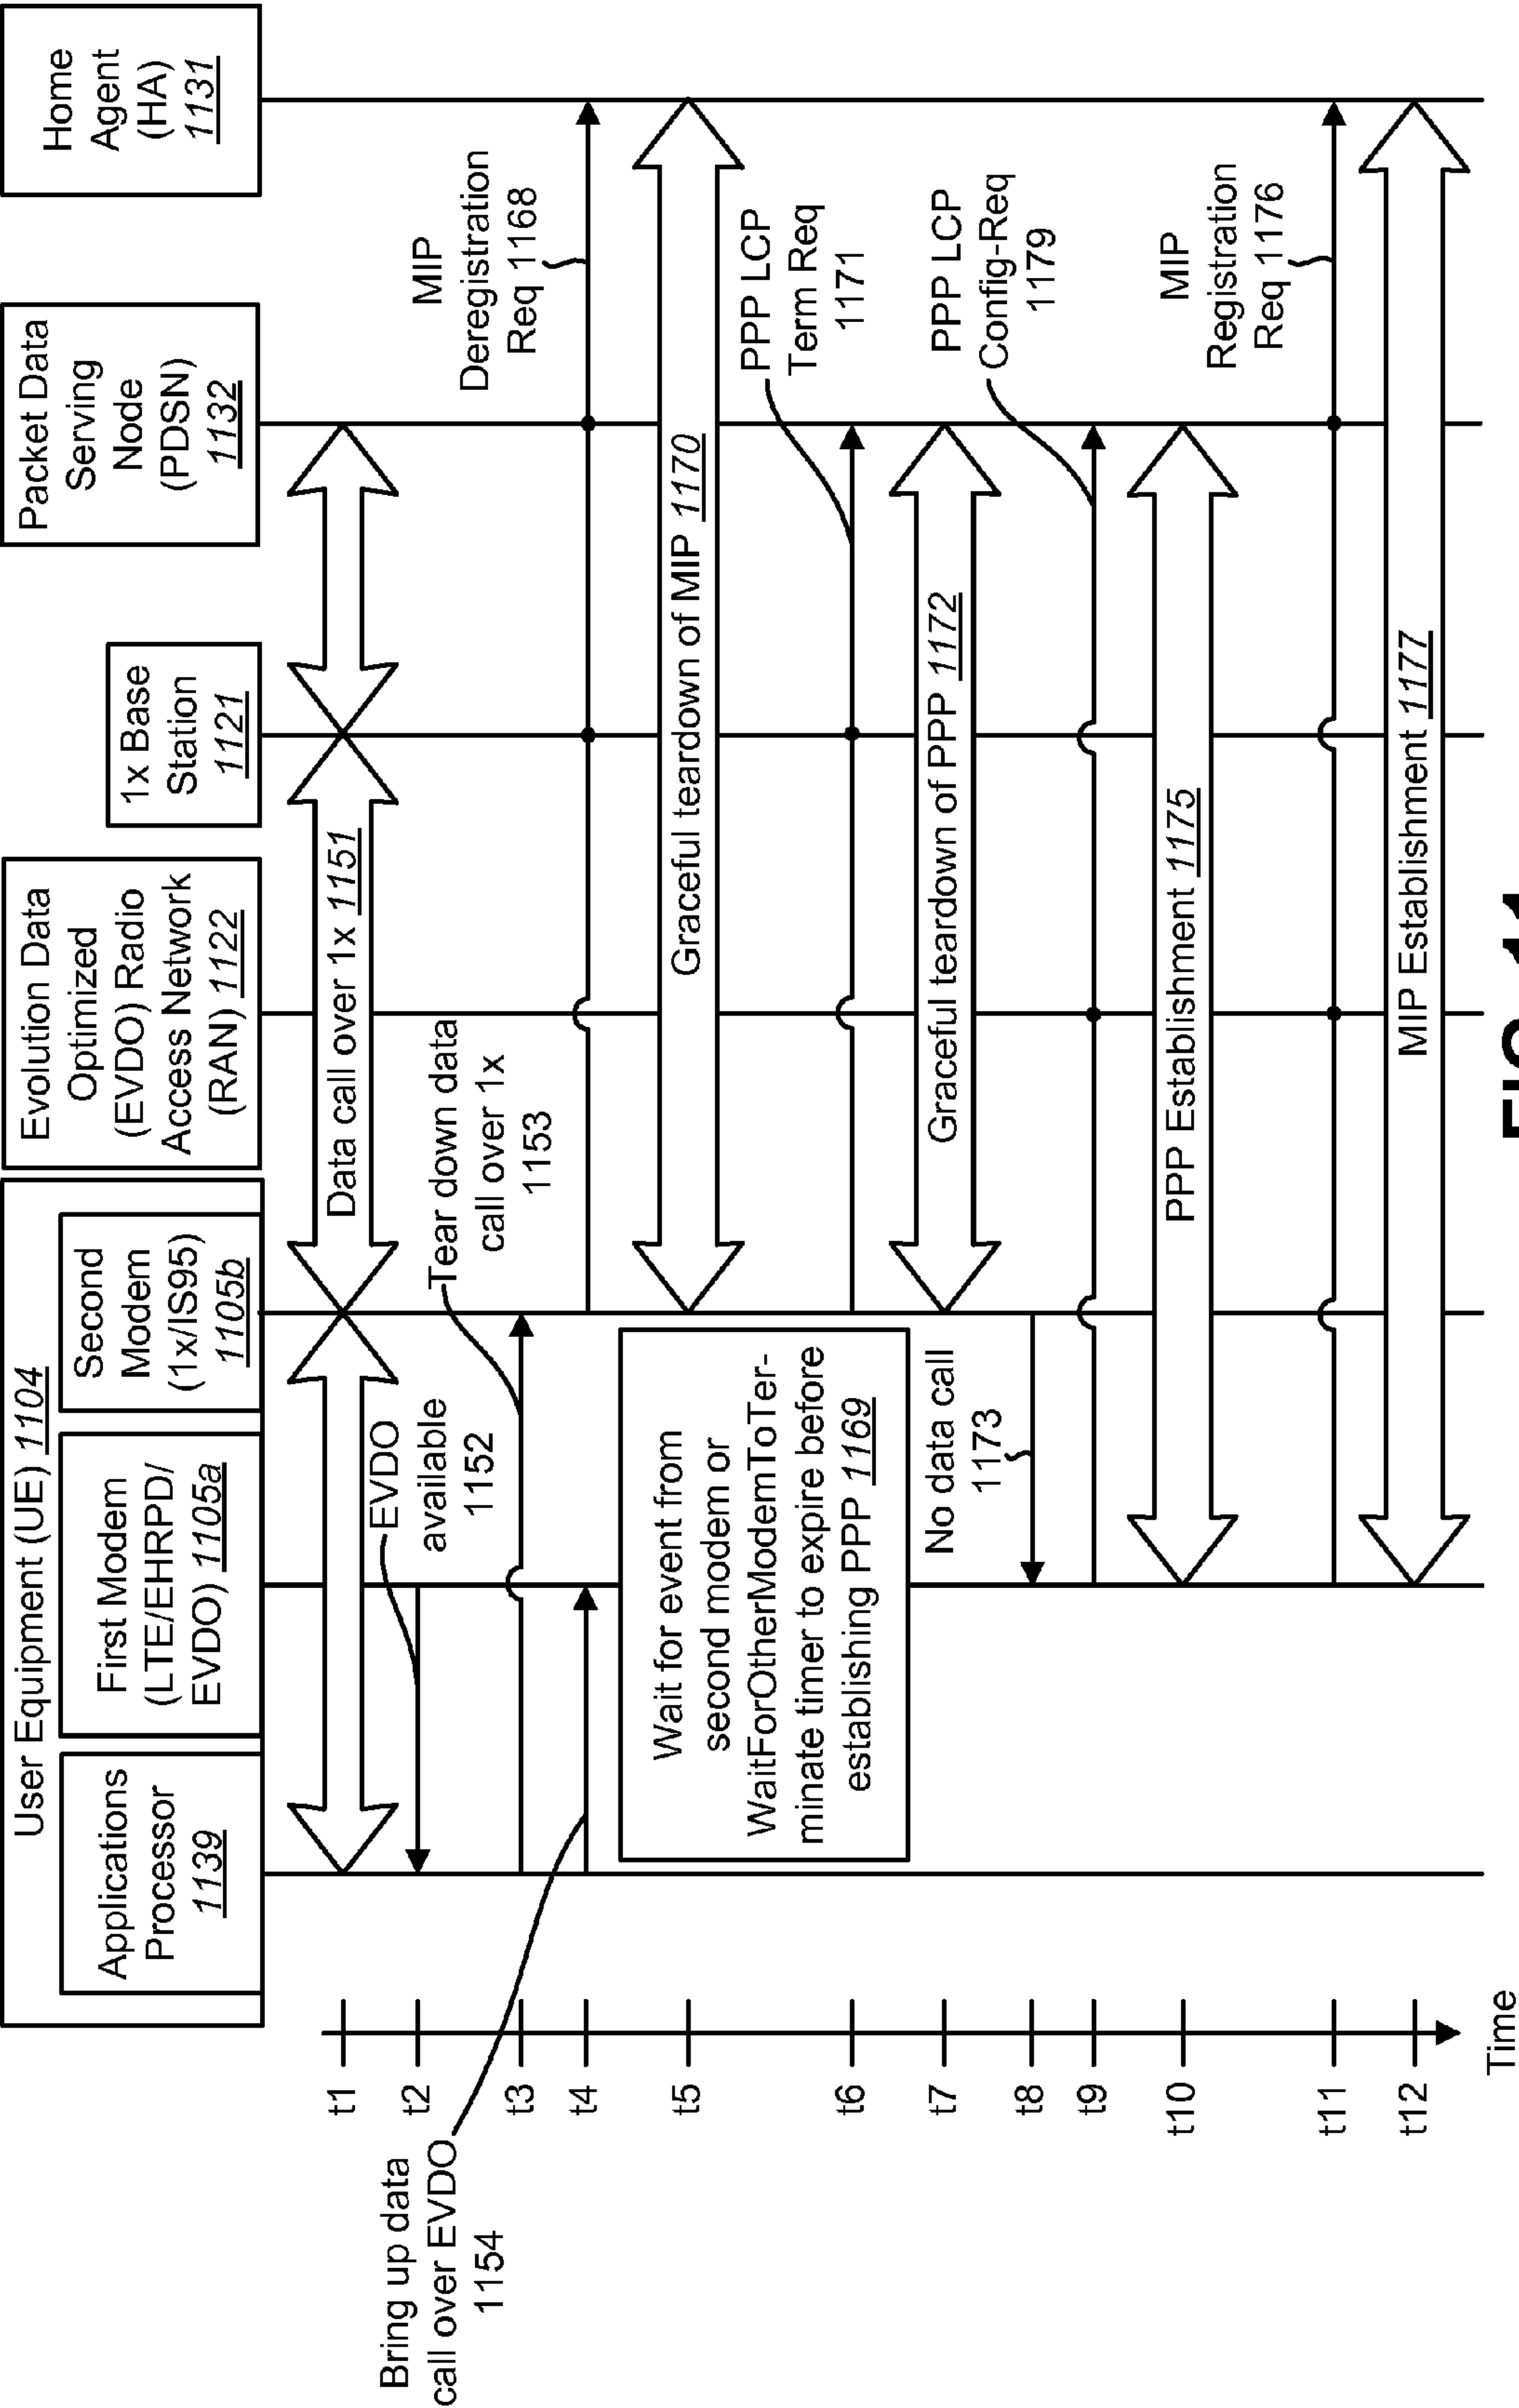 User Equipment (UE) 1104
Applications
Processor
1139
First Modem
(LTE/EHRPD/
EVDO) 1105a
Second
Modem
(1x/IS95)
1105b
Evolution Data
Optimized
(EVDO) Radio
Access Network
(RAN) 1122
1x Base
Station
1121
Packet Data
Serving
Node
(PDSN)
1132
Home
Agent
(HA)
1131
t1
Data call over 1x 1151
t2
EVDO
available
1152
t3
Tear down data
call over 1x
1153
t4
Bring up data
call over EVDO
1154
MIP
Deregistration
Req 1168
t5
Graceful teardown of MIP 1170
Wait for event from
second modem or
WaitForOtherModemToTer-
minate timer to expire before
establishing PPP 1169
t6
PPP LCP
Term Req
1171
t7
Graceful teardown of PPP 1172
t8
No data call
1173
t9
PPP LCP
Config-Req
1179
t10
PPP Establishment 1175
t11
MIP
Registration
Req 1176
t12
MIP Establishment 1177
Time